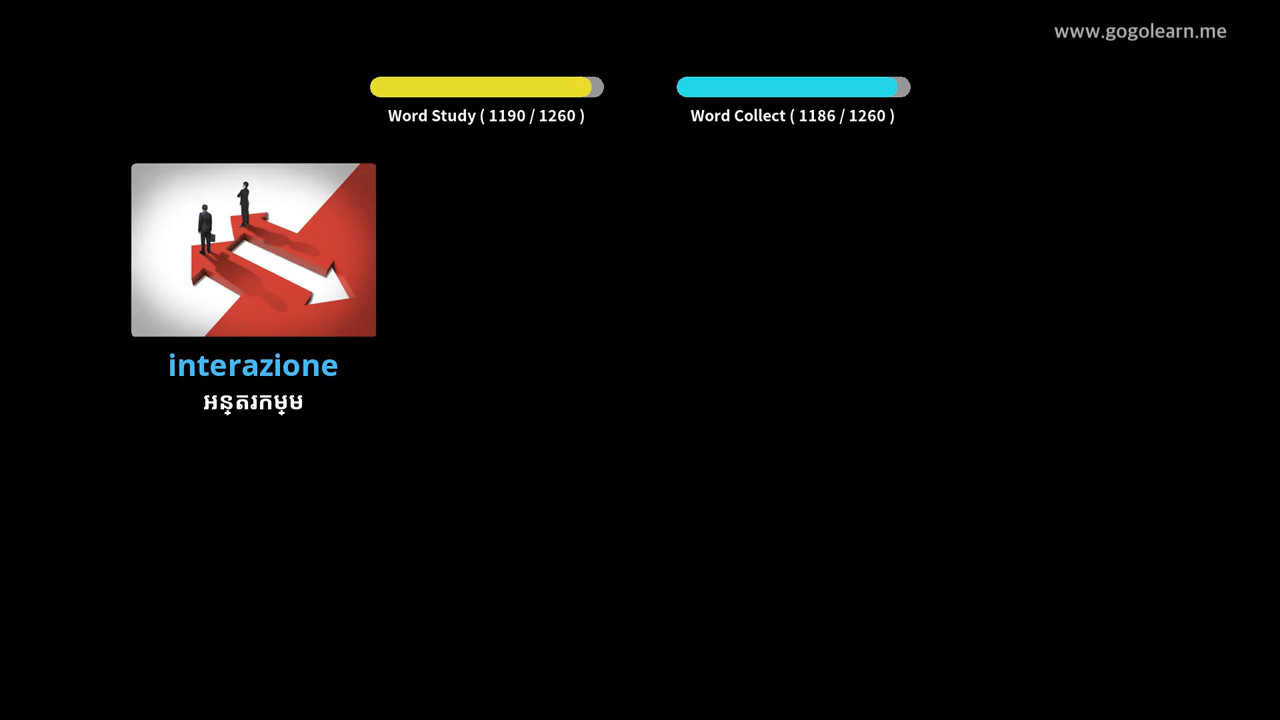 www.gogolearn.me
Word Study ( 1190 / 1260 )
Word Collect ( 1186 / 1260 )
interazione
អន្តរកម្ម